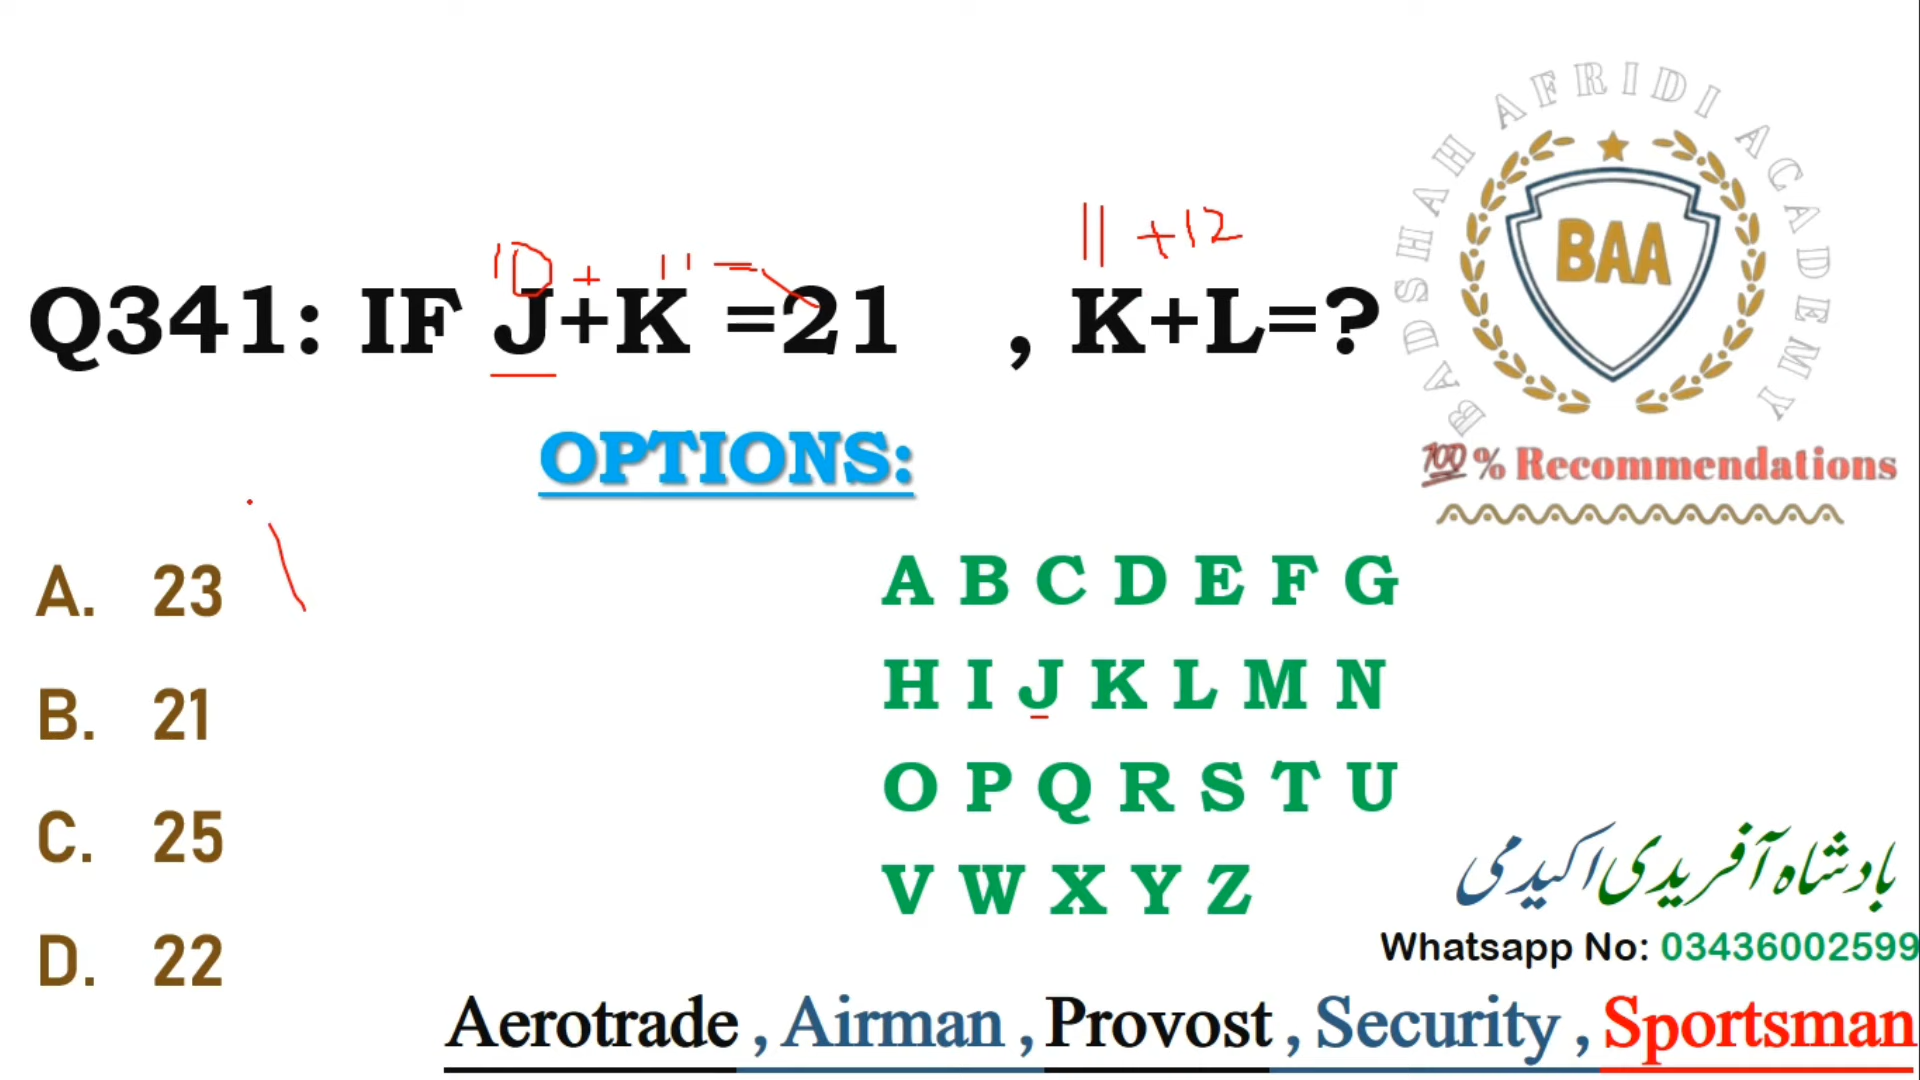 BADSHAH AFRIDI ACADEMY
BAA
11 +12
10 + 11 =
Q341: IF J+K =21 , K+L=?
OPTIONS:
100 % Recommendations
A. 23
B. 21
C. 25
D. 22
A B C D E F G
H I J K L M N
O P Q R S T U
V W X Y Z
بادشاہ آفریدی اکیدمی
Whatsapp No: 03436002599
Aerotrade , Airman , Provost , Security , Sportsman